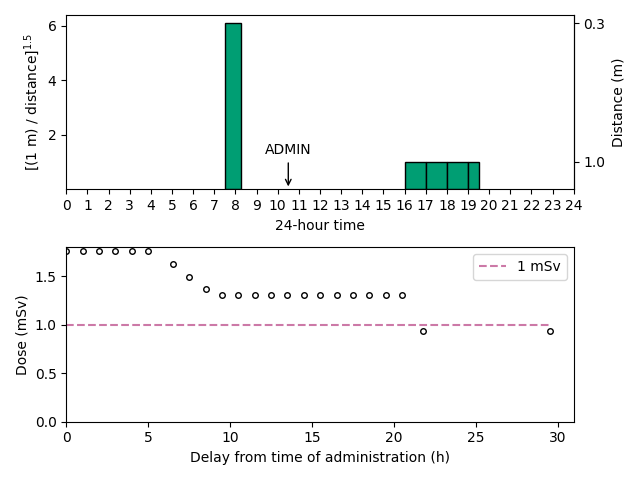 [(1 m) / distance]^1.5
6
4
2
0.3
1.0
Distance (m)
ADMIN
0 1 2 3 4 5 6 7 8 9 10 11 12 13 14 15 16 17 18 19 20 21 22 23 24
24-hour time
Dose (mSv)
1.5
1.0
0.5
0.0
1 mSv
0 5 10 15 20 25 30
Delay from time of administration (h)